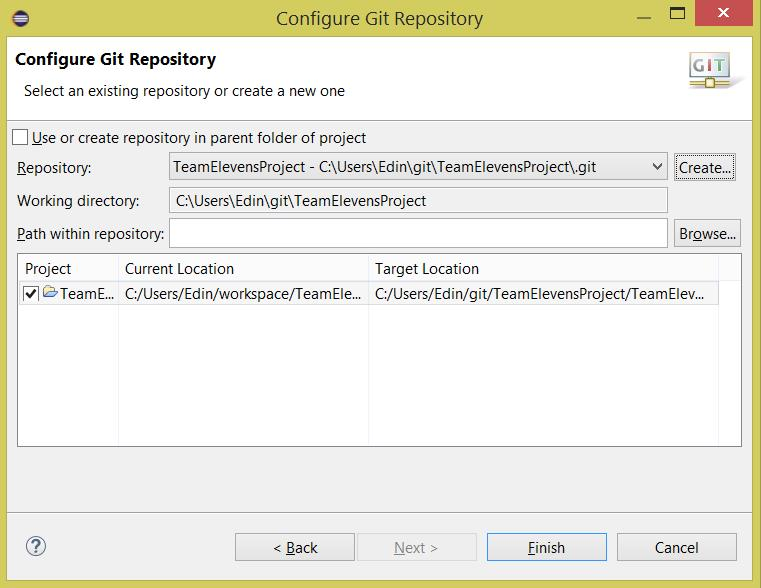 Configure Git Repository
Configure Git Repository
Select an existing repository or create a new one
GIT
Use or create repository in parent folder of project
Repository: TeamElevensProject - C:\Users\Edin\git\TeamElevensProject\.git Create...
Working directory: C:\Users\Edin\git\TeamElevensProject
Path within repository: Browse...
Project Current Location Target Location
TeamE... C:/Users/Edin/workspace/TeamEle... C:/Users/Edin/git/TeamElevensProject/TeamElev...
? < Back Next > Finish Cancel